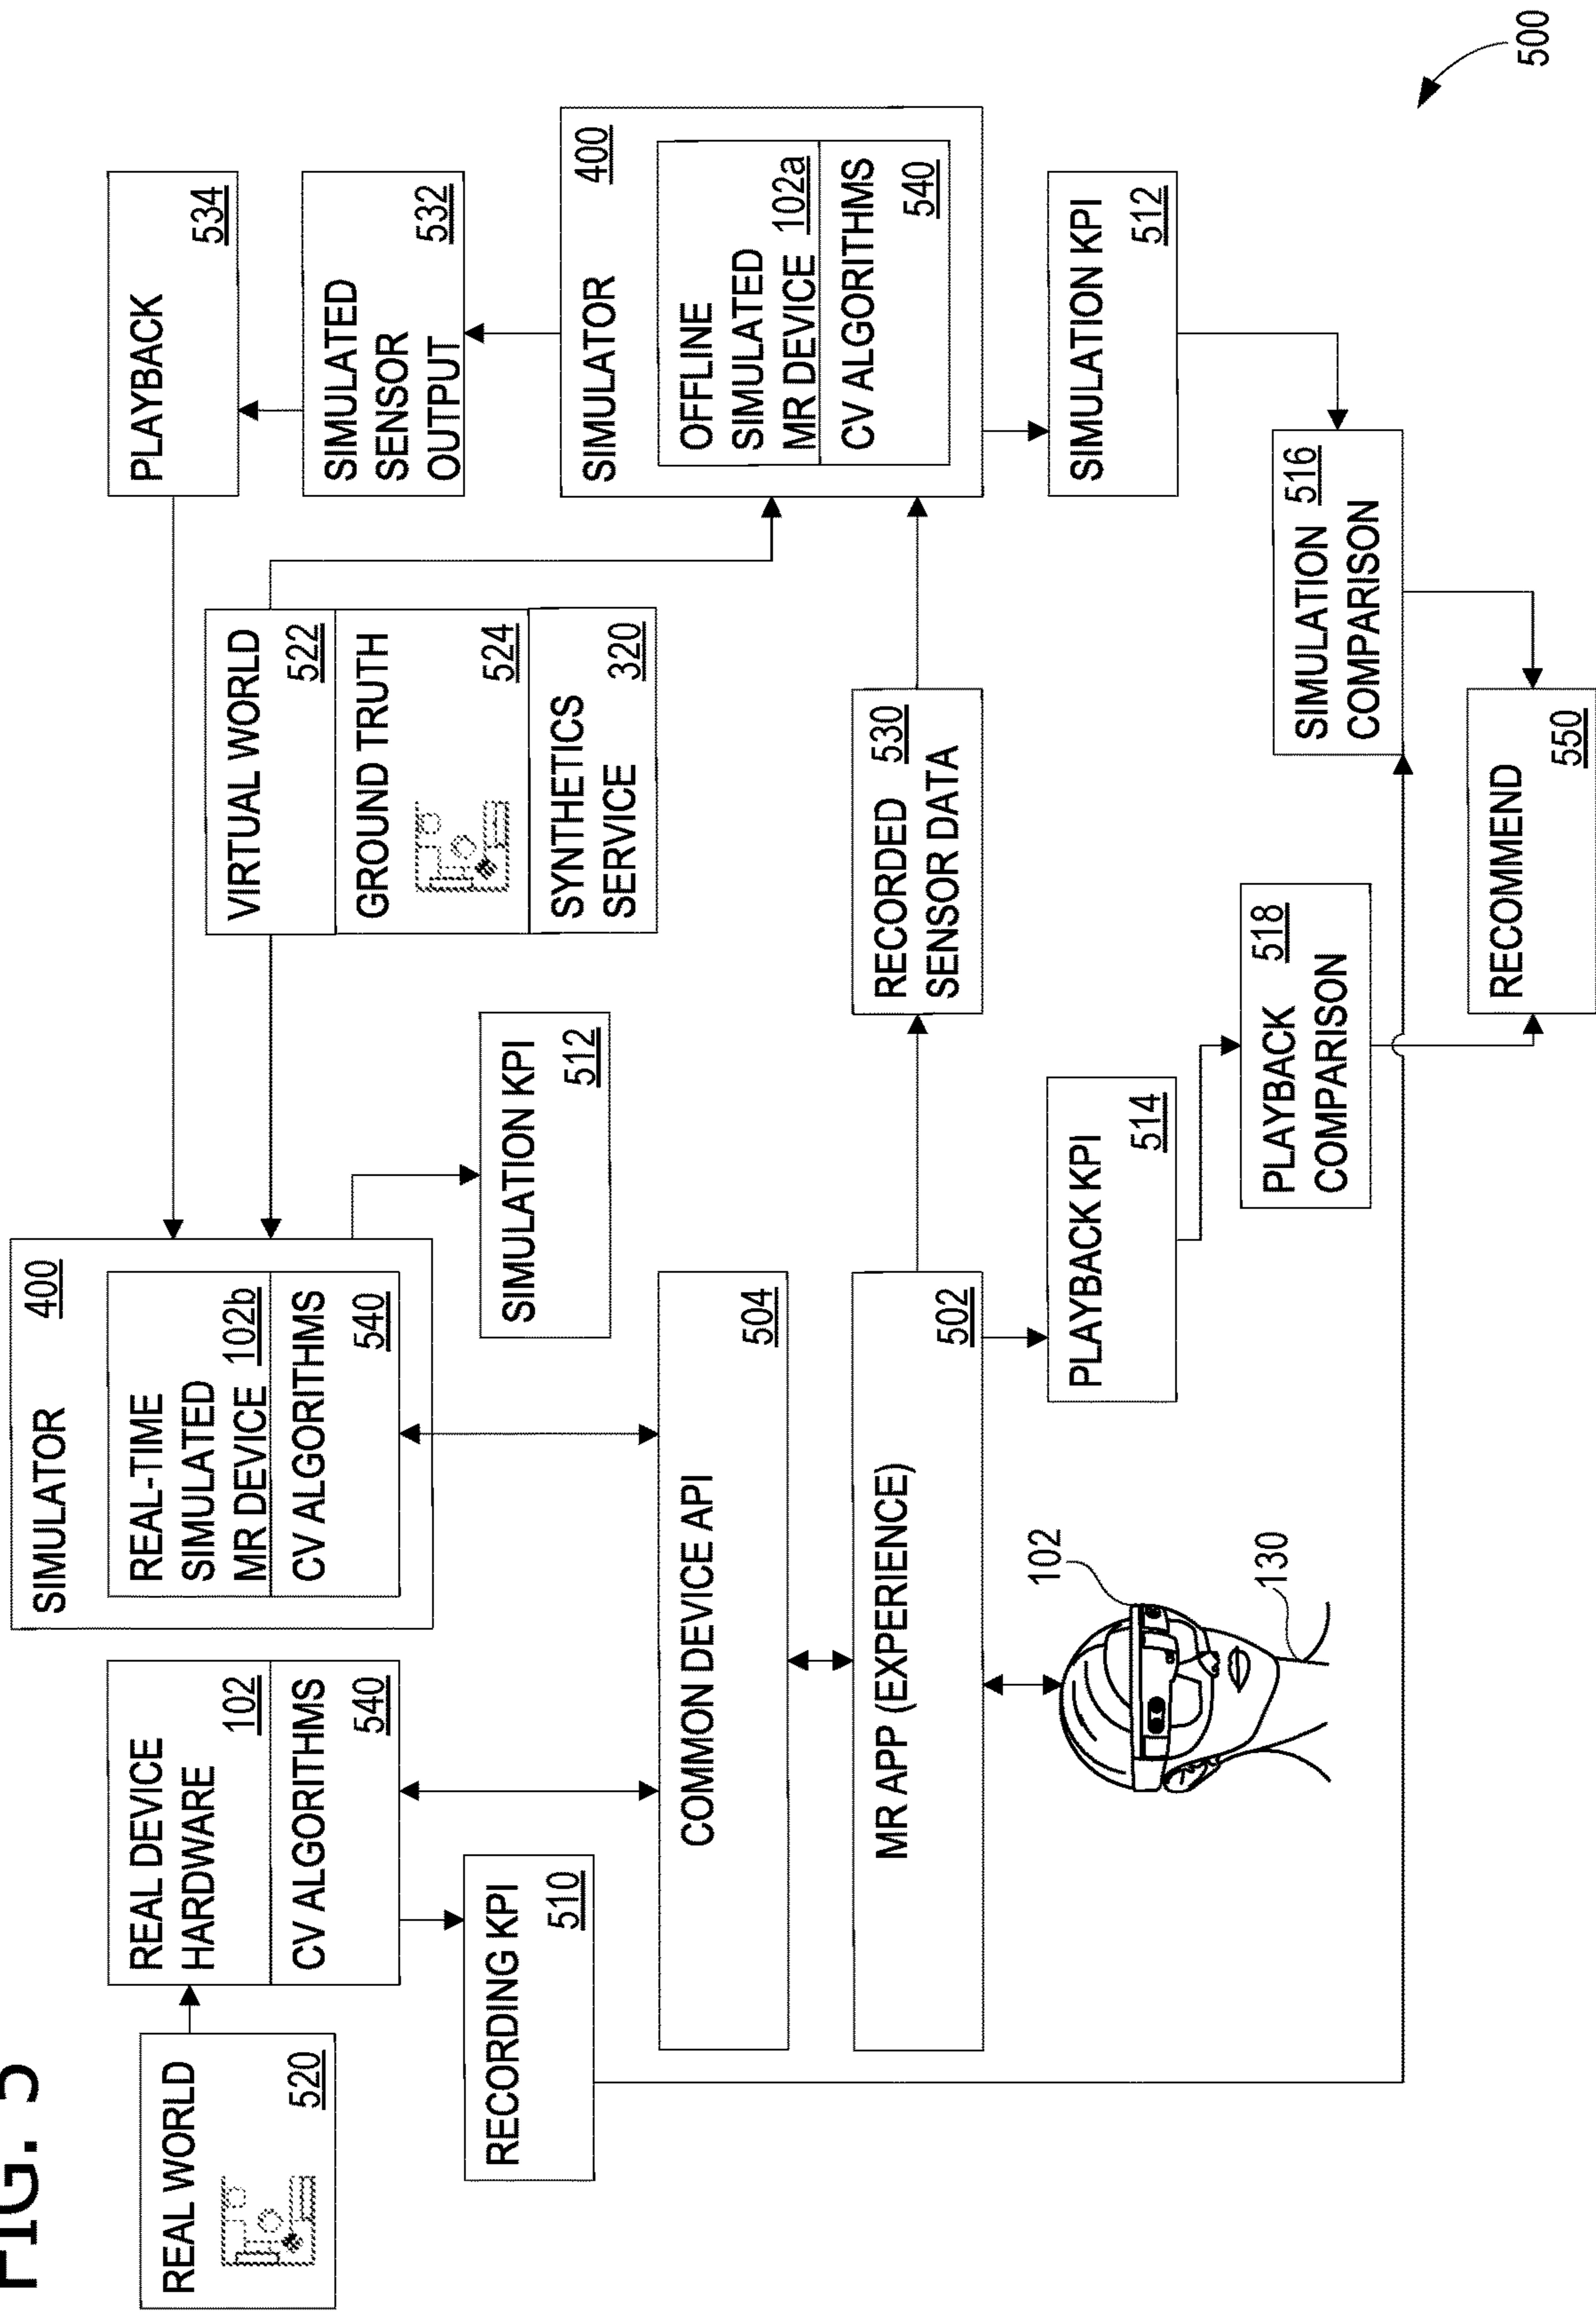 FIG. 5
REAL WORLD
520
REAL DEVICE
HARDWARE
102
CV ALGORITHMS
540
RECORDING KPI
510
SIMULATOR
400
REAL-TIME
SIMULATED
MR DEVICE 102b
CV ALGORITHMS
540
SIMULATION KPI
512
COMMON DEVICE API
504
MR APP (EXPERIENCE)
502
102
130
VIRTUAL WORLD
522
GROUND TRUTH
524
SYNTHETICS
SERVICE
320
PLAYBACK
534
SIMULATED
SENSOR
OUTPUT
532
SIMULATOR
400
OFFLINE
SIMULATED
MR DEVICE 102a
CV ALGORITHMS
540
RECORDED 530
SENSOR DATA
PLAYBACK KPI
514
PLAYBACK 518
COMPARISON
SIMULATION KPI
512
SIMULATION 516
COMPARISON
RECOMMEND
550
500